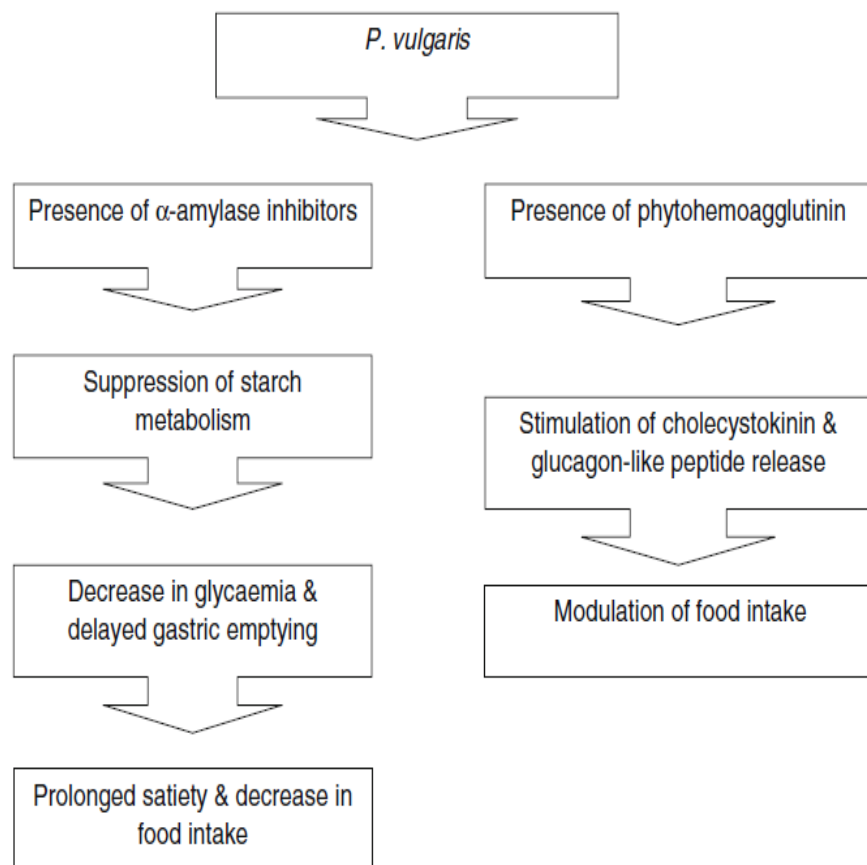 P. vulgaris
Presence of α-amylase inhibitors
Suppression of starch
metabolism
Decrease in glycaemia &
delayed gastric emptying
Prolonged satiety & decrease in
food intake
Presence of phytohemoagglutinin
Stimulation of cholecystokinin &
glucagon-like peptide release
Modulation of food intake